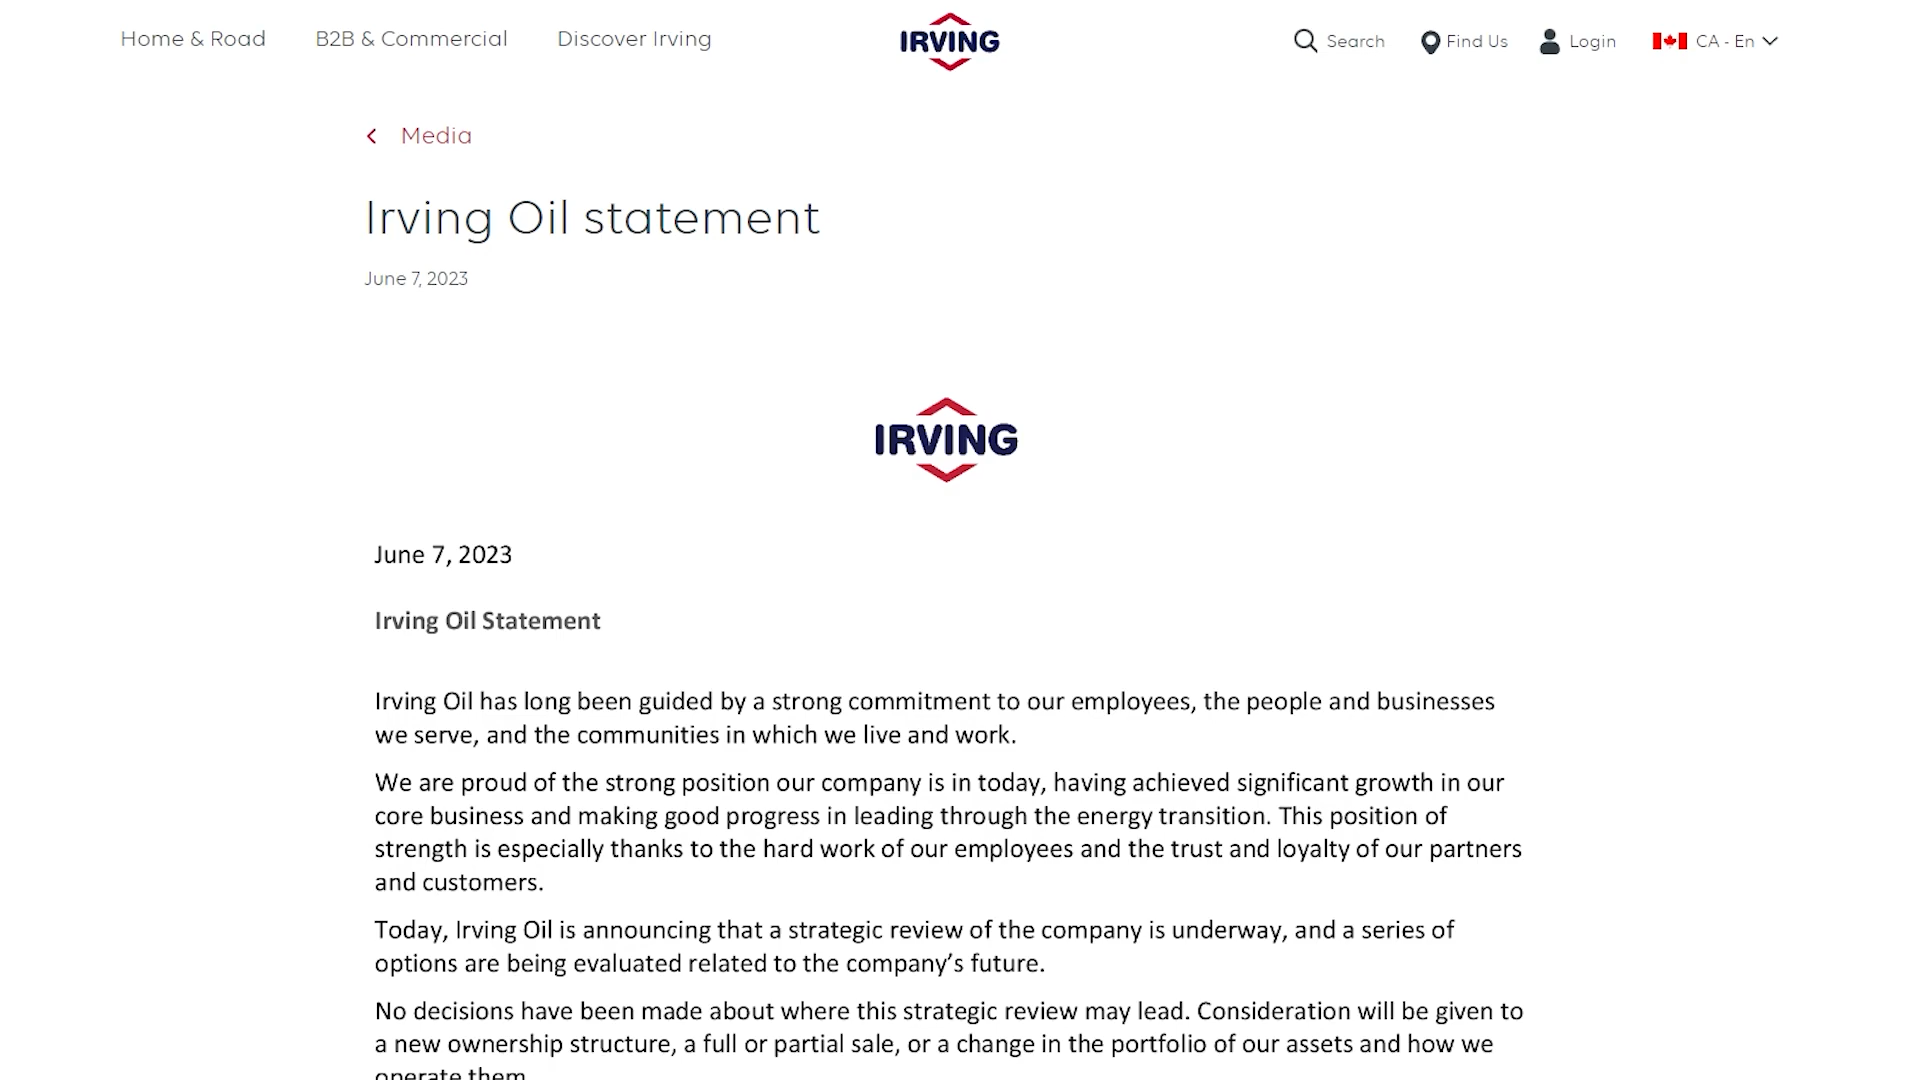 Home & Road B2B & Commercial Discover Irving IRVING Search Find Us Login CA - En
Media
Irving Oil statement
June 7, 2023
IRVING
June 7, 2023
Irving Oil Statement
Irving Oil has long been guided by a strong commitment to our employees, the people and businesses
we serve, and the communities in which we live and work.
We are proud of the strong position our company is in today, having achieved significant growth in our
core business and making good progress in leading through the energy transition. This position of
strength is especially thanks to the hard work of our employees and the trust and loyalty of our partners
and customers.
Today, Irving Oil is announcing that a strategic review of the company is underway, and a series of
options are being evaluated related to the company’s future.
No decisions have been made about where this strategic review may lead. Consideration will be given to
a new ownership structure, a full or partial sale, or a change in the portfolio of our assets and how we
operate them.